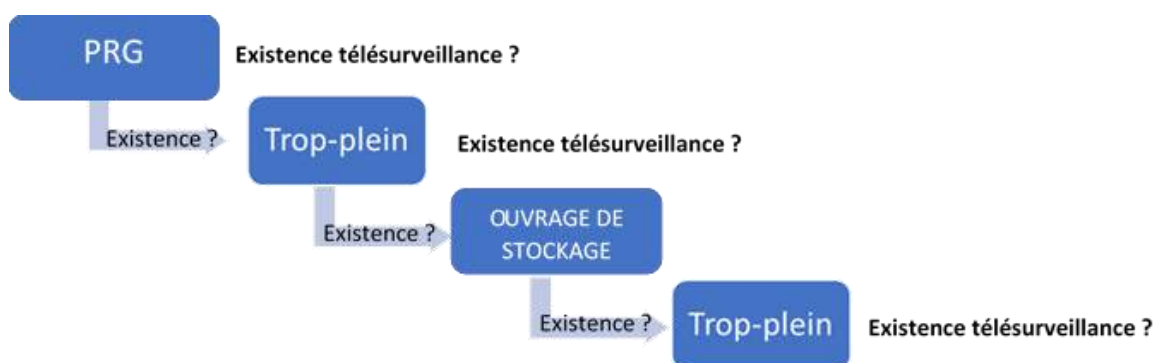 PRG
Existence télésurveillance ?
Existence ?
Trop-plein
Existence télésurveillance ?
Existence ?
OUVRAGE DE
STOCKAGE
Existence ?
Trop-plein
Existence télésurveillance ?